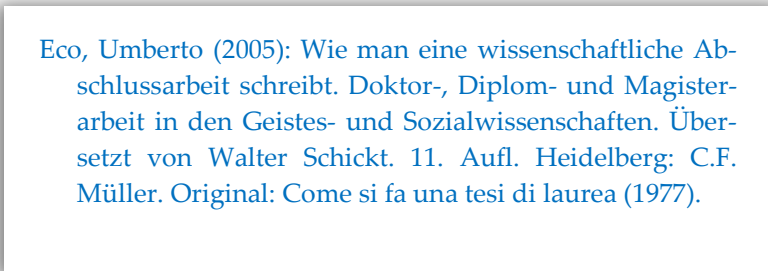 Eco, Umberto (2005): Wie man eine wissenschaftliche Ab-
schlussarbeit schreibt. Doktor-, Diplom- und Magister-
arbeit in den Geistes- und Sozialwissenschaften. Über-
setzt von Walter Schickt. 11. Aufl. Heidelberg: C.F.
Müller. Original: Come si fa una tesi di laurea (1977).